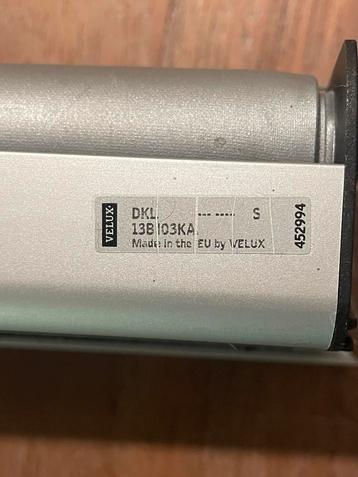 VELUX
DKL --- ---- S
13B103KA
Made in the EU by VELUX
452994